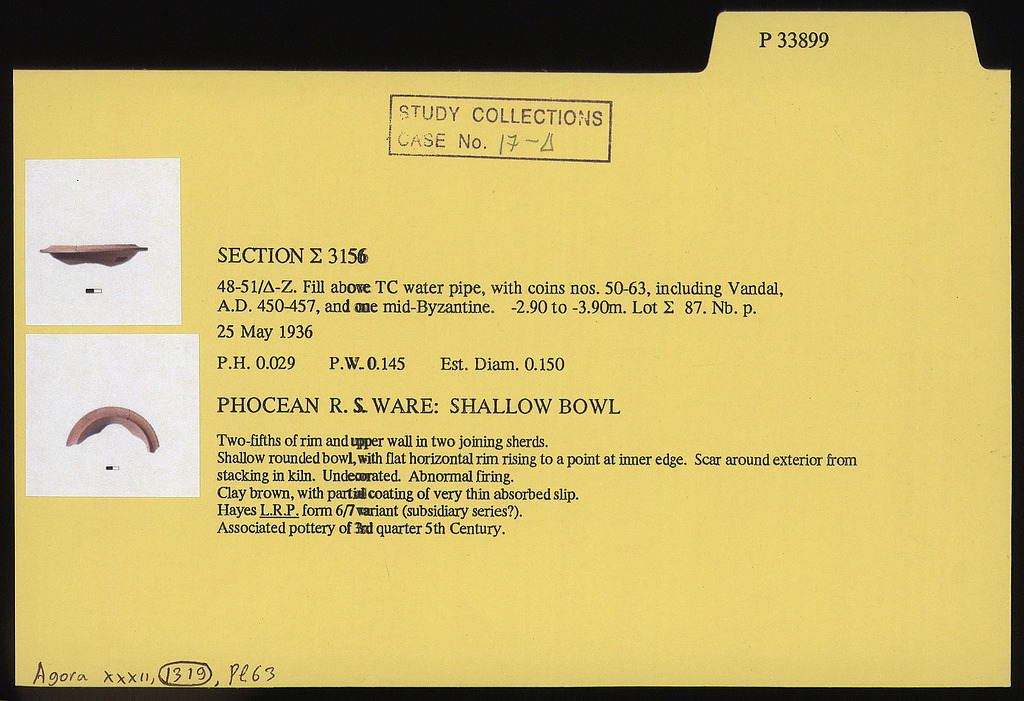 P 33899
STUDY COLLECTIONS
CASE No. 17-Δ
SECTION Σ 3156
48-51/Δ-Z. Fill above TC water pipe, with coins nos. 50-63, including Vandal,
A.D. 450-457, and one mid-Byzantine. -2.90 to -3.90m. Lot Σ 87. Nb. p.
25 May 1936
P.H. 0.029 P.W. 0.145 Est. Diam. 0.150
PHOCEAN R. S. WARE: SHALLOW BOWL
Two-fifths of rim and upper wall in two joining sherds.
Shallow rounded bowl, with flat horizontal rim rising to a point at inner edge. Scar around exterior from
stacking in kiln. Undecorated. Abnormal firing.
Clay brown, with partial coating of very thin absorbed slip.
Hayes L.R.P. form 6/7 variant (subsidiary series?).
Associated pottery of 3rd quarter 5th Century.
Agora XXXII, 1319, Pl 63